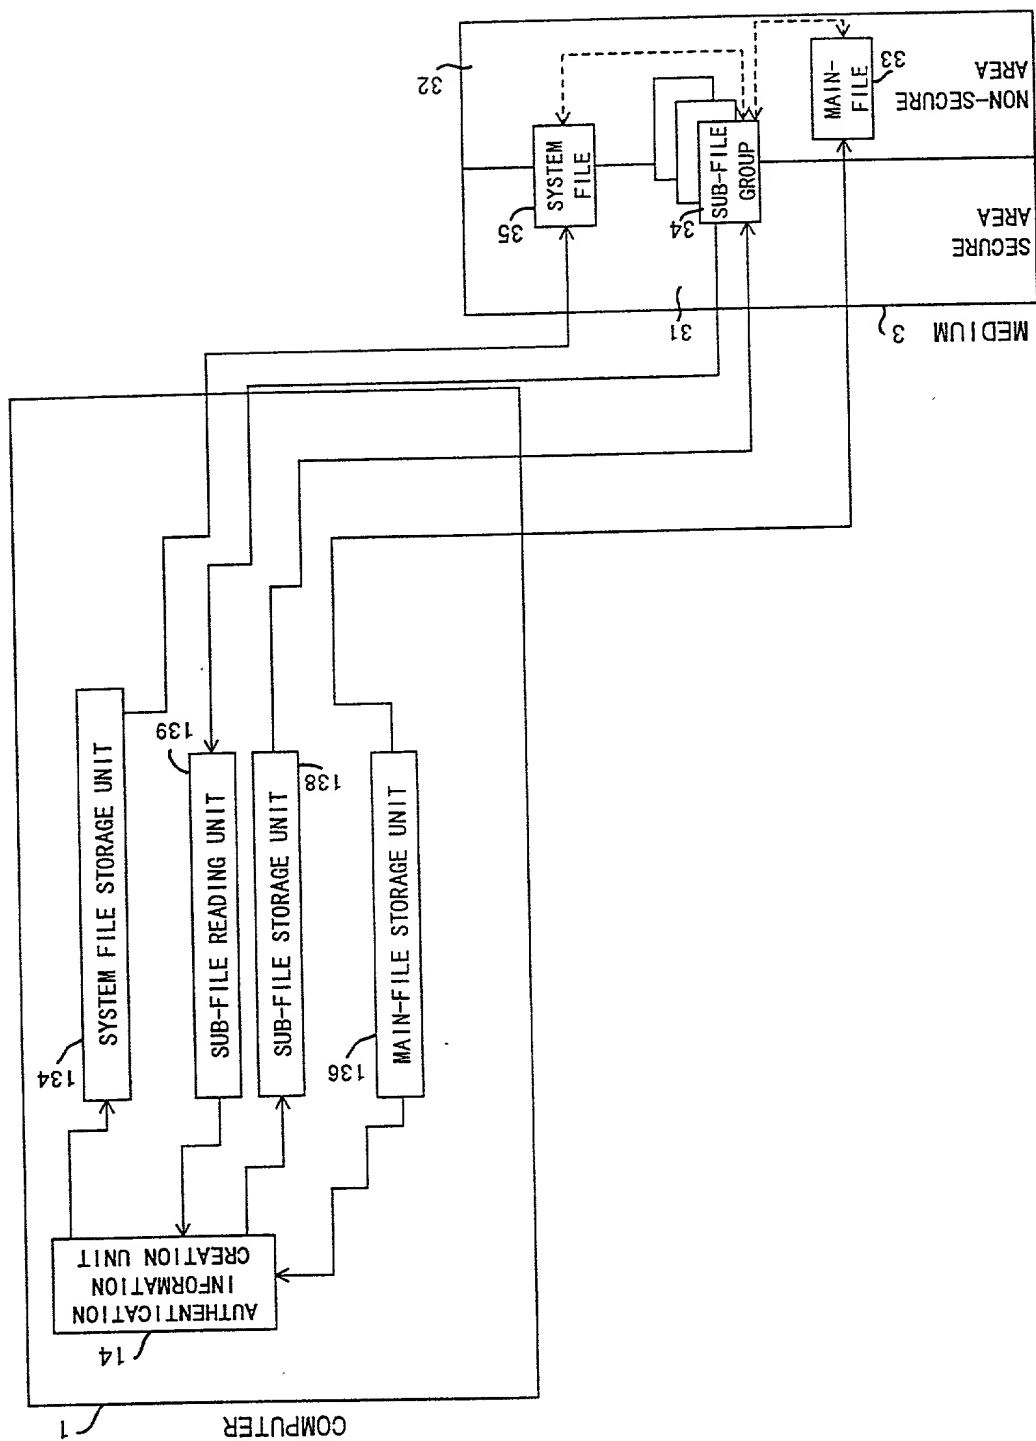 COMPUTER
1
14
AUTHENTICATION
INFORMATION
CREATION UNIT
134
SYSTEM FILE STORAGE UNIT
139
SUB-FILE READING UNIT
138
SUB-FILE STORAGE UNIT
136
MAIN-FILE STORAGE UNIT
MEDIUM
3
31
SECURE
AREA
32
NON-SECURE
AREA
35
SYSTEM
FILE
34
SUB-FILE
GROUP
33
MAIN-
FILE